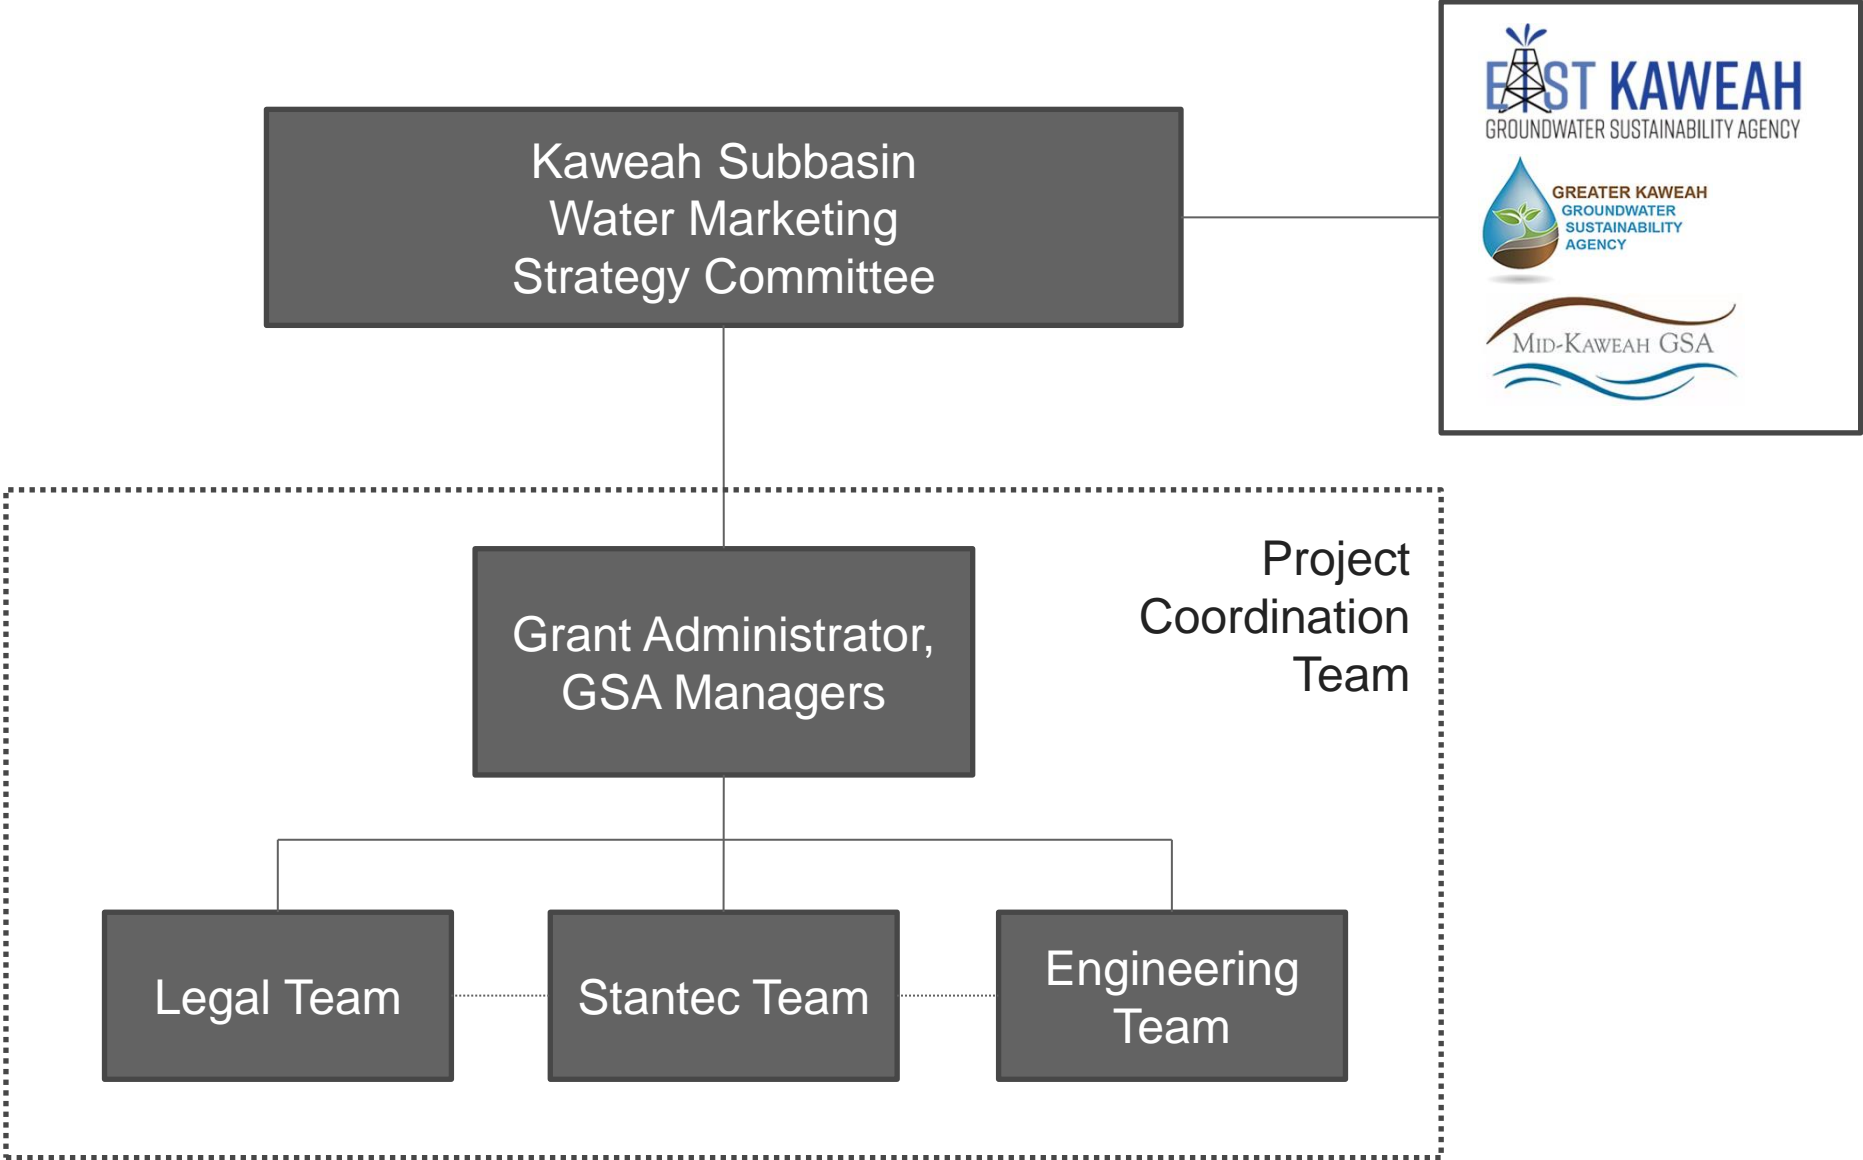 Kaweah Subbasin
Water Marketing
Strategy Committee
EAST KAWEAH
GROUNDWATER SUSTAINABILITY AGENCY
GREATER KAWEAH
GROUNDWATER
SUSTAINABILITY
AGENCY
MID-KAWEAH GSA
Project
Coordination
Team
Grant Administrator,
GSA Managers
Legal Team
Stantec Team
Engineering
Team